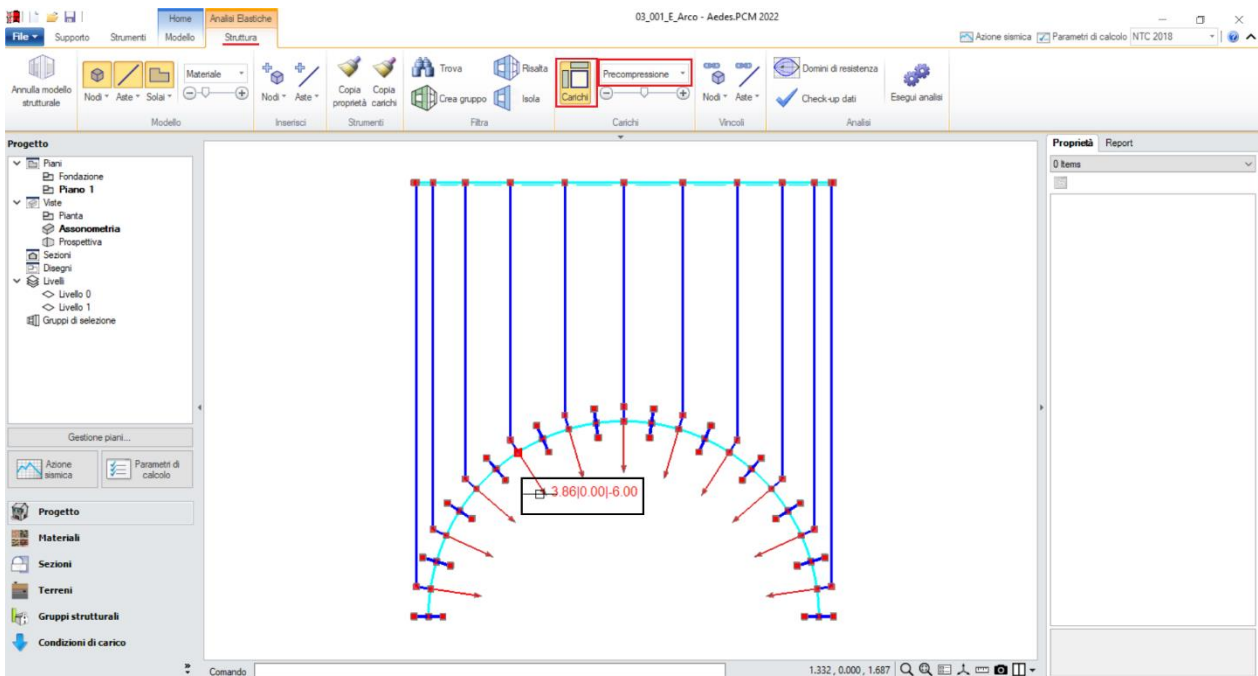 Home
Analisi Elastiche
03_001_E_Arco - Aedes.PCM 2022
File
Supporto
Strumenti
Modello
Struttura
Azione sismica
Parametri di calcolo
NTC 2018
Annulla modello
strutturale
Nodi
Aste
Solai
Materiale
Modello
Nodi
Aste
Inserisci
Copia
proprietà
Copia
carichi
Strumenti
Trova
Crea gruppo
Risalta
Isola
Filtra
Carichi
Precompressione
Carichi
Nodi
Aste
Vincoli
Domini di resistenza
Check-up dati
Esegui analisi
Analisi
Progetto
Piani
Fondazione
Piano 1
Viste
Pianta
Assonometria
Prospettiva
Sezioni
Disegni
Livelli
Livello 0
Livello 1
Gruppi di selezione
Gestione piani...
Azione
sismica
Parametri di
calcolo
Progetto
Materiali
Sezioni
Terreni
Gruppi strutturali
Condizioni di carico
3.86|0.00|-6.00
Comando
1.332 , 0.000 , 1.687
Proprietà
Report
0 Items